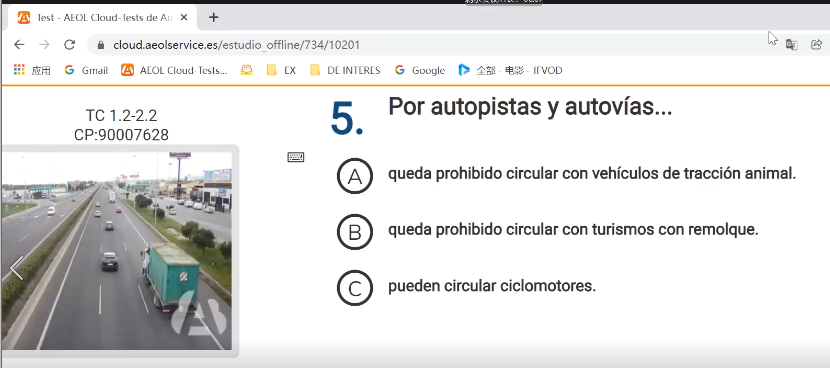 Test - AEOL Cloud-Tests de Au
cloud.aeolservice.es/estudio_offline/734/10201
应用 Gmail AEOL Cloud-Tests... EX DE INTERES Google 全部 - 电影 - IFVOD
TC 1.2-2.2
CP:90007628
5. Por autopistas y autovías...
A queda prohibido circular con vehículos de tracción animal.
B queda prohibido circular con turismos con remolque.
C pueden circular ciclomotores.